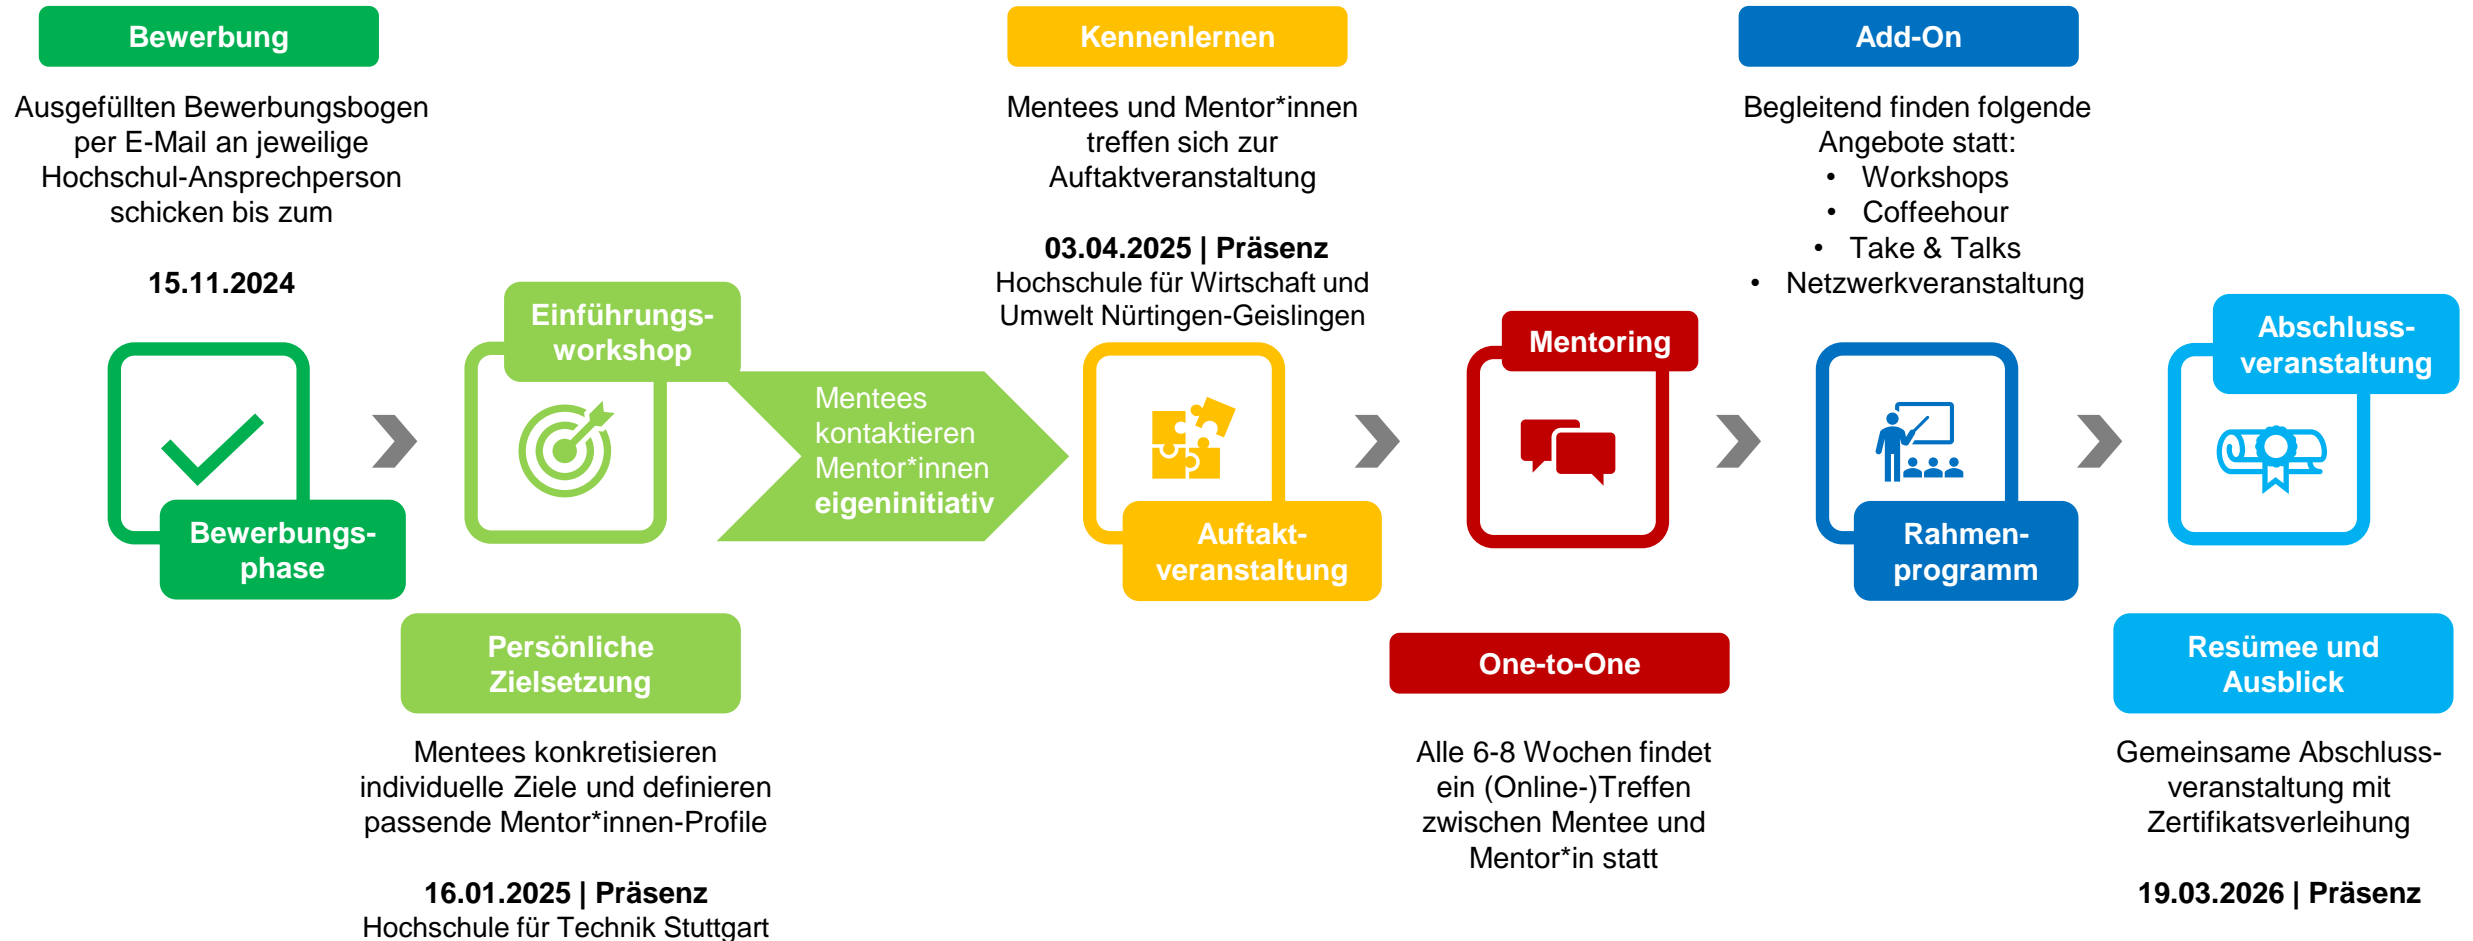 Bewerbung
Ausgefüllten Bewerbungsbogen
per E-Mail an jeweilige
Hochschul-Ansprechperson
schicken bis zum
15.11.2024
Bewerbungs-
phase
Einführungs-
workshop
Persönliche
Zielsetzung
Mentees konkretisieren
individuelle Ziele und definieren
passende Mentor*innen-Profile
16.01.2025 | Präsenz
Hochschule für Technik Stuttgart
Mentees
kontaktieren
Mentor*innen
eigeninitiativ
Kennenlernen
Mentees und Mentor*innen
treffen sich zur
Auftaktveranstaltung
03.04.2025 | Präsenz
Hochschule für Wirtschaft und
Umwelt Nürtingen-Geislingen
Auftakt-
veranstaltung
Mentoring
One-to-One
Alle 6-8 Wochen findet
ein (Online-)Treffen
zwischen Mentee und
Mentor*in statt
Add-On
Begleitend finden folgende
Angebote statt:
• Workshops
• Coffeehour
• Take & Talks
• Netzwerkveranstaltung
Rahmen-
programm
Abschluss-
veranstaltung
Resümee und
Ausblick
Gemeinsame Abschluss-
veranstaltung mit
Zertifikatsverleihung
19.03.2026 | Präsenz